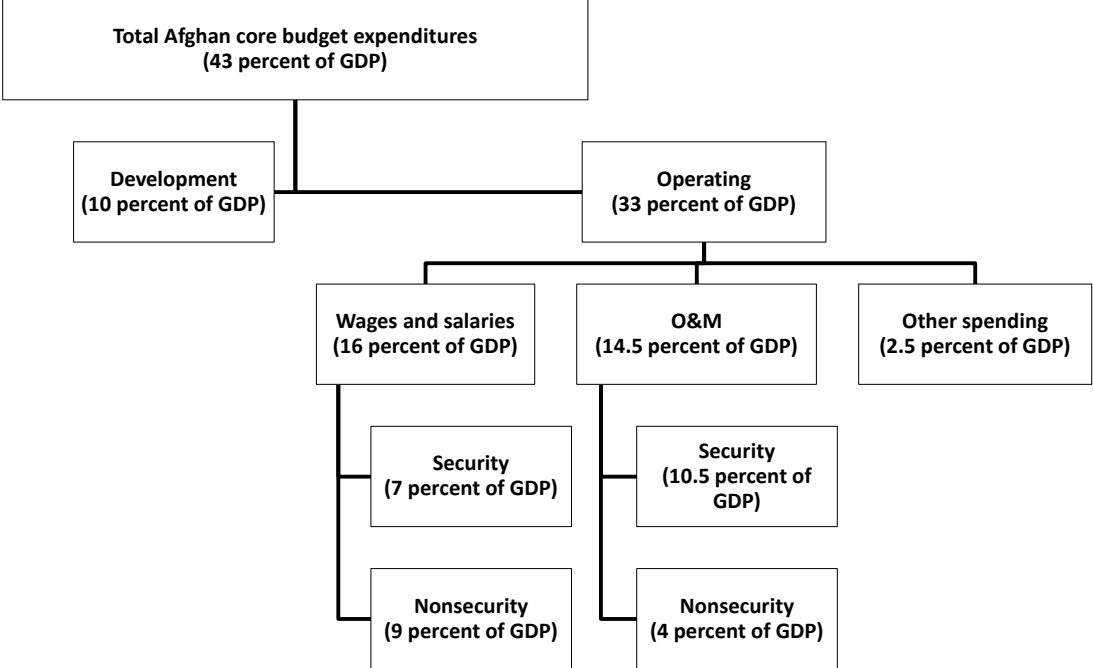 Total Afghan core budget expenditures
(43 percent of GDP)
Development
(10 percent of GDP)
Operating
(33 percent of GDP)
Wages and salaries
(16 percent of GDP)
O&M
(14.5 percent of GDP)
Other spending
(2.5 percent of GDP)
Security
(7 percent of GDP)
Security
(10.5 percent of
GDP)
Nonsecurity
(9 percent of GDP)
Nonsecurity
(4 percent of GDP)